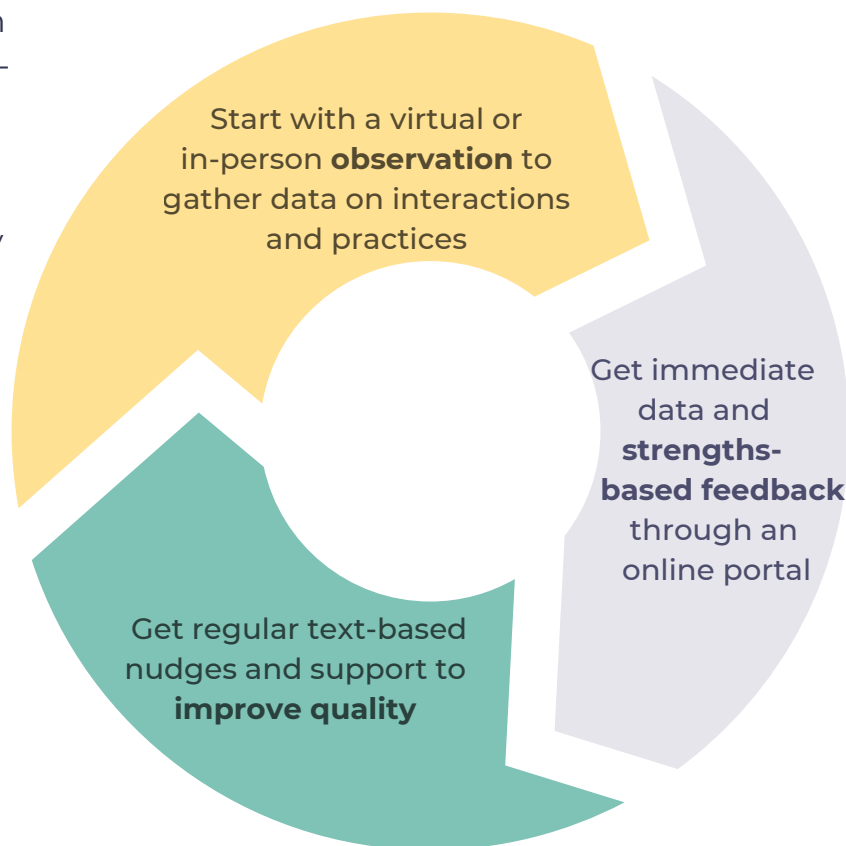 Start with a virtual or
in-person observation to
gather data on interactions
and practices
Get immediate
data and
strengths-
based feedback
through an
online portal
Get regular text-based
nudges and support to
improve quality